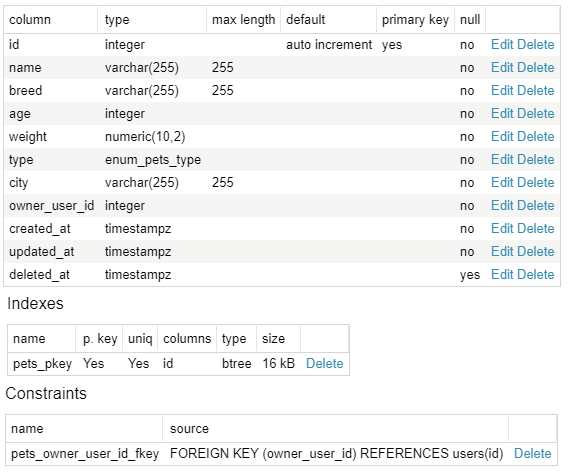 column type max length default primary key null
id integer auto increment yes no Edit Delete
name varchar(255) 255 no Edit Delete
breed varchar(255) 255 no Edit Delete
age integer no Edit Delete
weight numeric(10,2) no Edit Delete
type enum_pets_type no Edit Delete
city varchar(255) 255 no Edit Delete
owner_user_id integer no Edit Delete
created_at timestampz no Edit Delete
updated_at timestampz no Edit Delete
deleted_at timestampz yes Edit Delete
Indexes
name p. key uniq columns type size
pets_pkey Yes Yes id btree 16 kB Delete
Constraints
name source
pets_owner_user_id_fkey FOREIGN KEY (owner_user_id) REFERENCES users(id) Delete